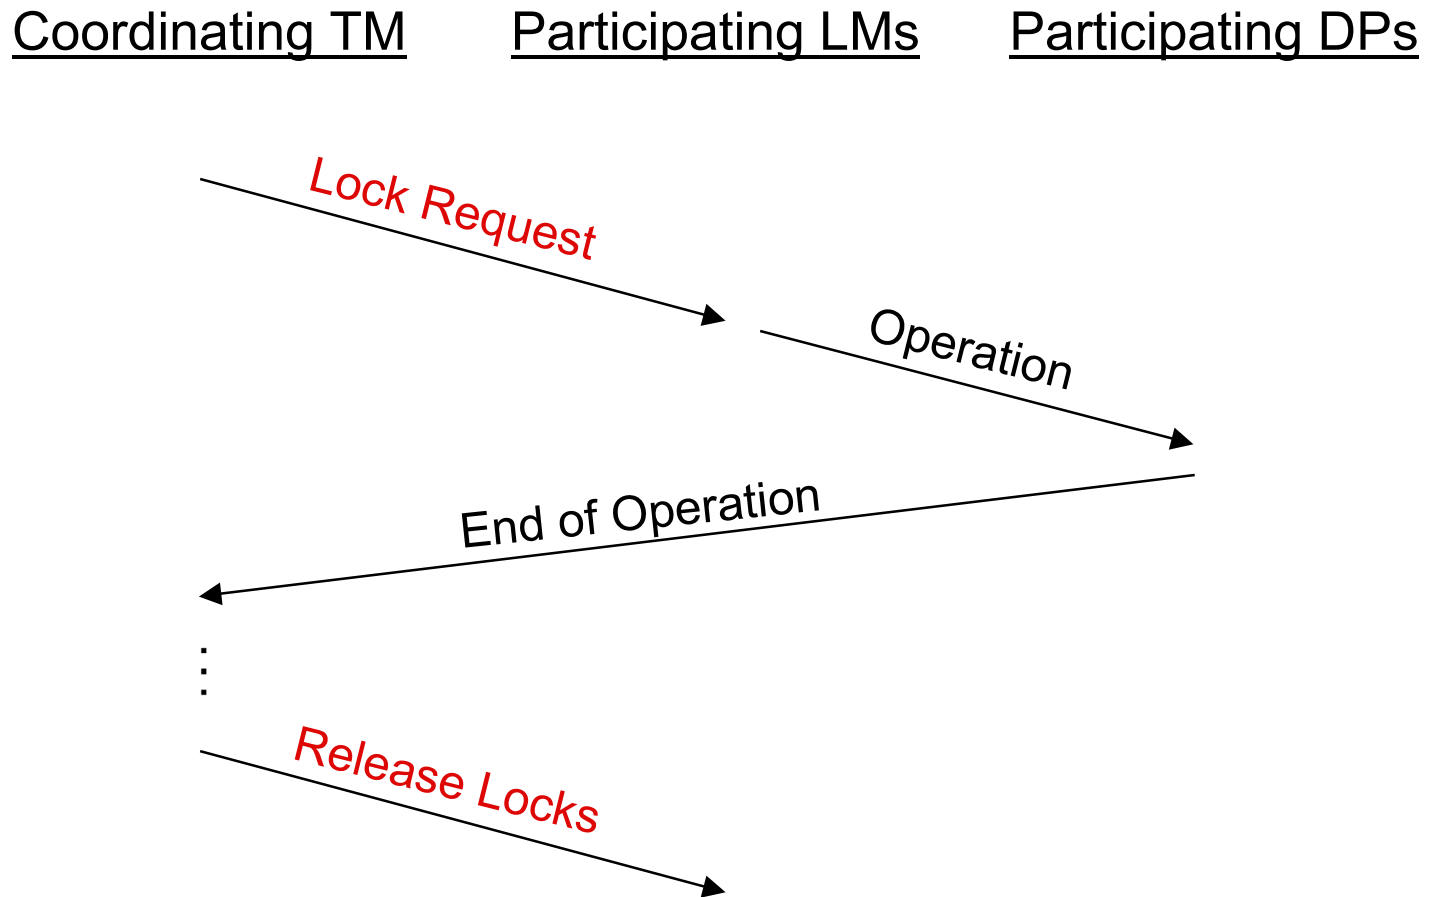 Coordinating TM Participating LMs Participating DPs
Lock Request
Operation
End of Operation
Release Locks